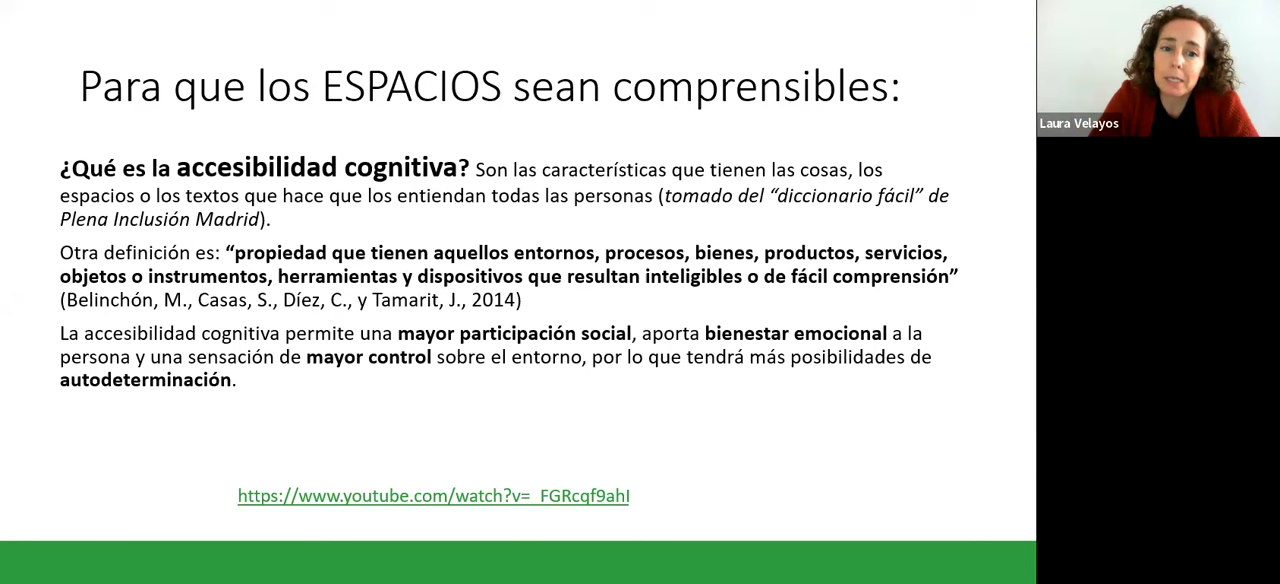 Para que los ESPACIOS sean comprensibles:
Laura Velayos
¿Qué es la accesibilidad cognitiva? Son las características que tienen las cosas, los
espacios o los textos que hace que los entiendan todas las personas (tomado del “diccionario fácil” de
Plena Inclusión Madrid).
Otra definición es: “propiedad que tienen aquellos entornos, procesos, bienes, productos, servicios,
objetos o instrumentos, herramientas y dispositivos que resultan inteligibles o de fácil comprensión”
(Belinchón, M., Casas, S., Díez, C., y Tamarit, J., 2014)
La accesibilidad cognitiva permite una mayor participación social, aporta bienestar emocional a la
persona y una sensación de mayor control sobre el entorno, por lo que tendrá más posibilidades de
autodeterminación.
https://www.youtube.com/watch?v=_FGRcqf9ahI